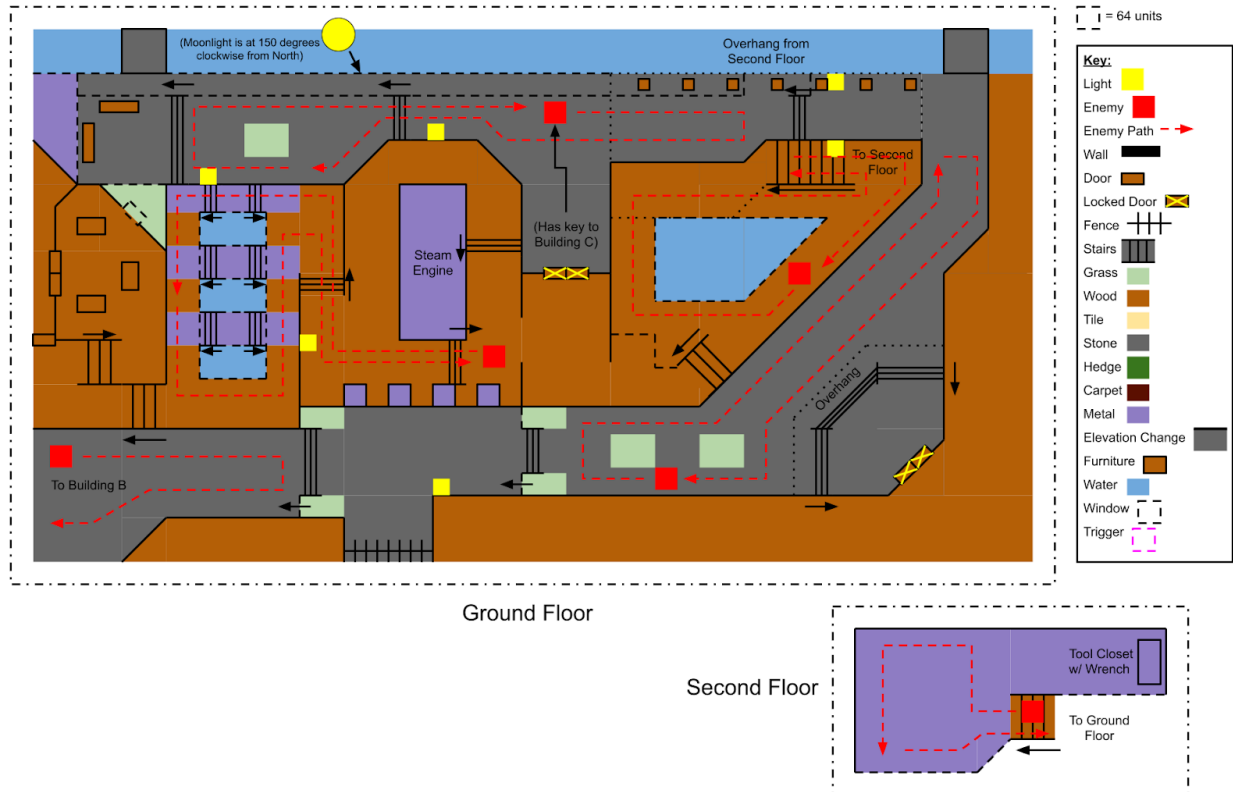 (Moonlight is at 150 degrees
clockwise from North)
Overhang from
Second Floor
= 64 units
Key:
Light
Enemy
Enemy Path
Wall
Door
Locked Door
Fence
Stairs
Grass
Wood
Tile
Stone
Hedge
Carpet
Metal
Elevation Change
Furniture
Water
Window
Trigger
To Second
Floor
(Has key to
Building C)
Steam
Engine
Overhang
To Building B
Ground Floor
Second Floor
Tool Closet
w/ Wrench
To Ground
Floor